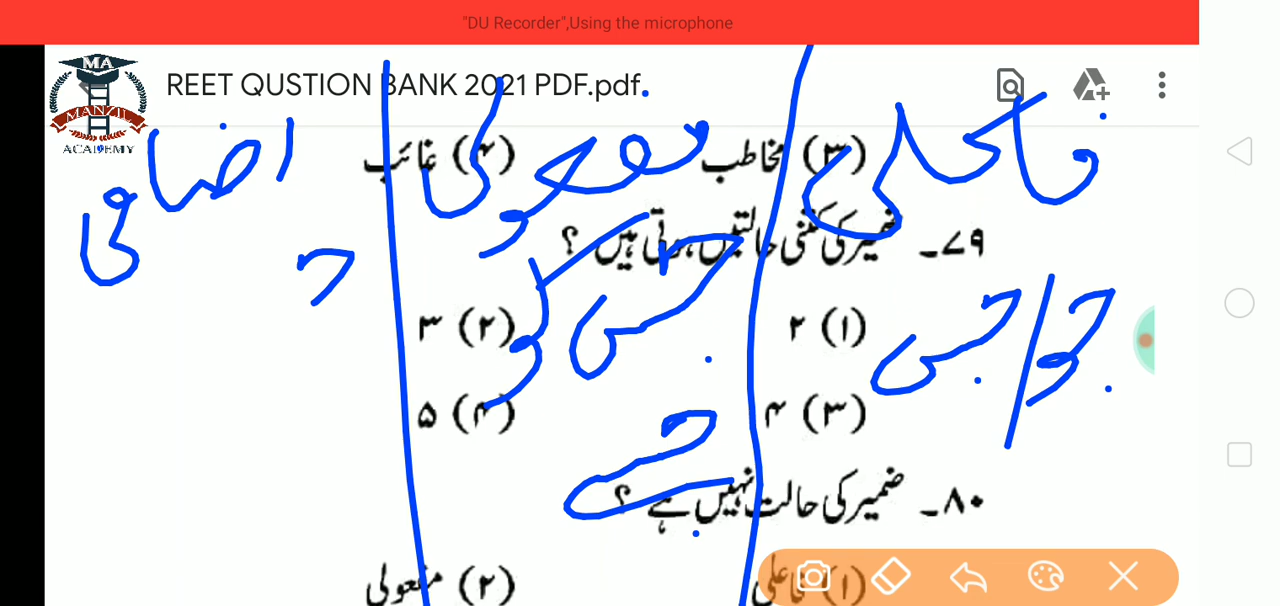 "DU Recorder",Using the microphone
REET QUSTION BANK 2021 PDF.pdf
MA
MANZIL
ACADEMY
فاعلی مفعولی اضافی
(۳) مخاطب (۴) غائب
۷۹۔ ضمیر کی کتنی حالتیں ہوتی ہیں ؟
جو/جس جس کو
(۱) ۲ (۲) ۳
(۳) ۴ (۴) ۵
جسے
۸۰۔ ضمیر کی حالت نہیں ہے ؟
(۱) فاعلی (۲) مفعولی